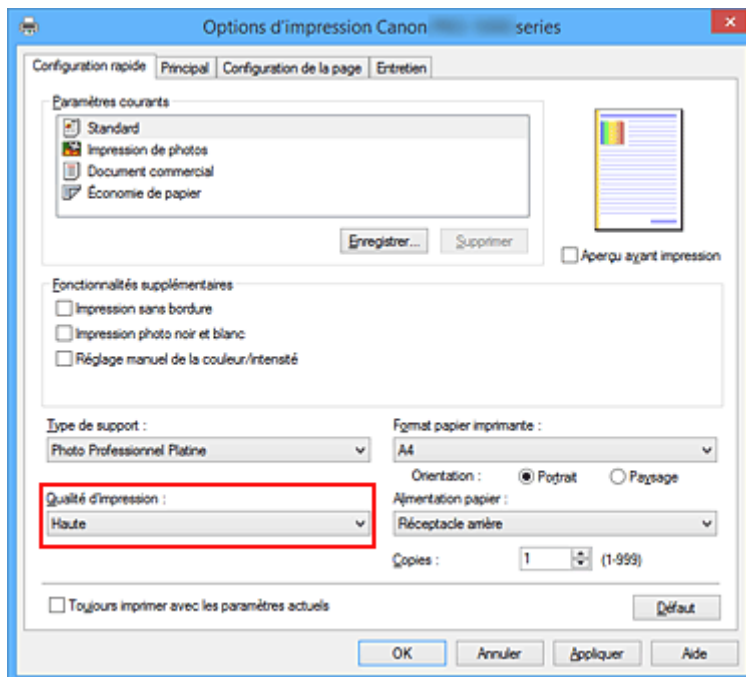 Options d'impression Canon series
Configuration rapide Principal Configuration de la page Entretien
Paramètres courants
Standard
Impression de photos
Document commercial
Économie de papier
Enregistrer... Supprimer
Aperçu avant impression
Fonctionnalités supplémentaires
Impression sans bordure
Impression photo noir et blanc
Réglage manuel de la couleur/intensité
Type de support : Format papier imprimante :
Photo Professionnel Platine A4
Orientation : Portrait Paysage
Qualité d'impression : Alimentation papier :
Haute Réceptacle arrière
Copies : 1 (1-999)
Toujours imprimer avec les paramètres actuels Défaut
OK Annuler Appliquer Aide